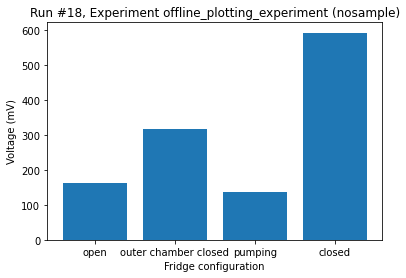 Run #18, Experiment offline_plotting_experiment (nosample)
Voltage (mV)
600
500
400
300
200
100
0
open outer chamber closed pumping closed
Fridge configuration